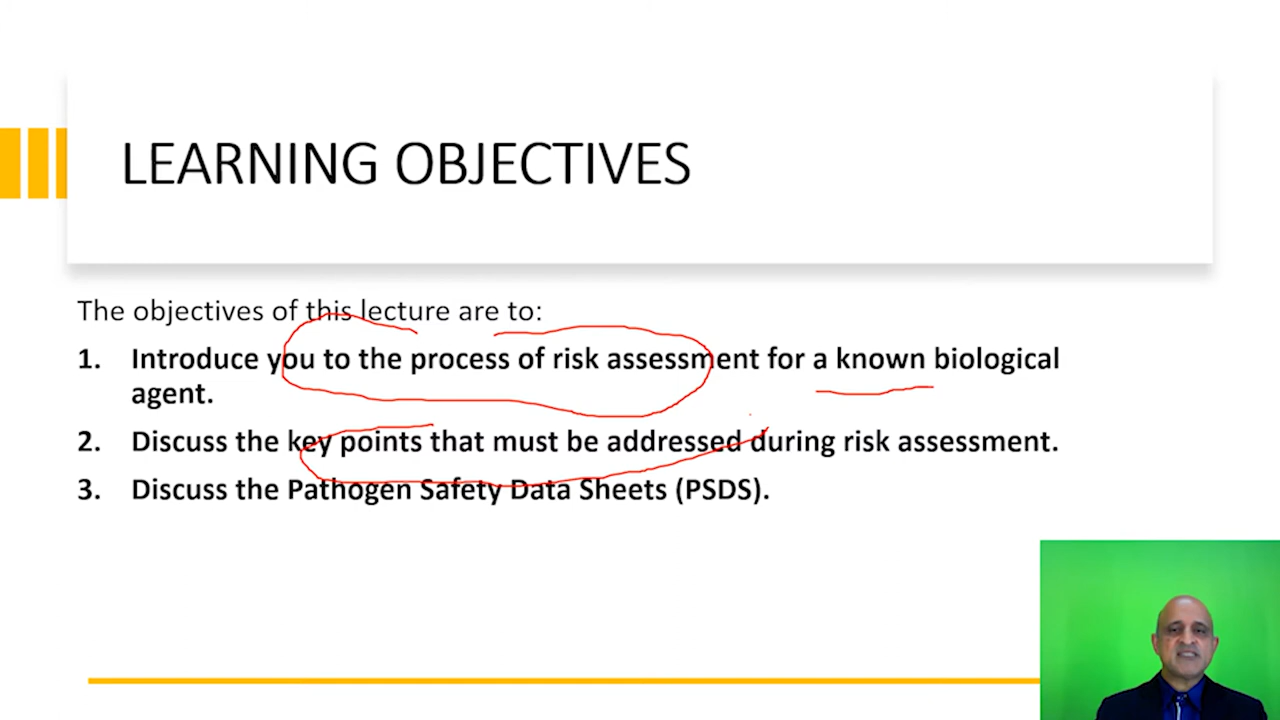 LEARNING OBJECTIVES
The objectives of this lecture are to:
1. Introduce you to the process of risk assessment for a known biological
agent.
2. Discuss the key points that must be addressed during risk assessment.
3. Discuss the Pathogen Safety Data Sheets (PSDS).